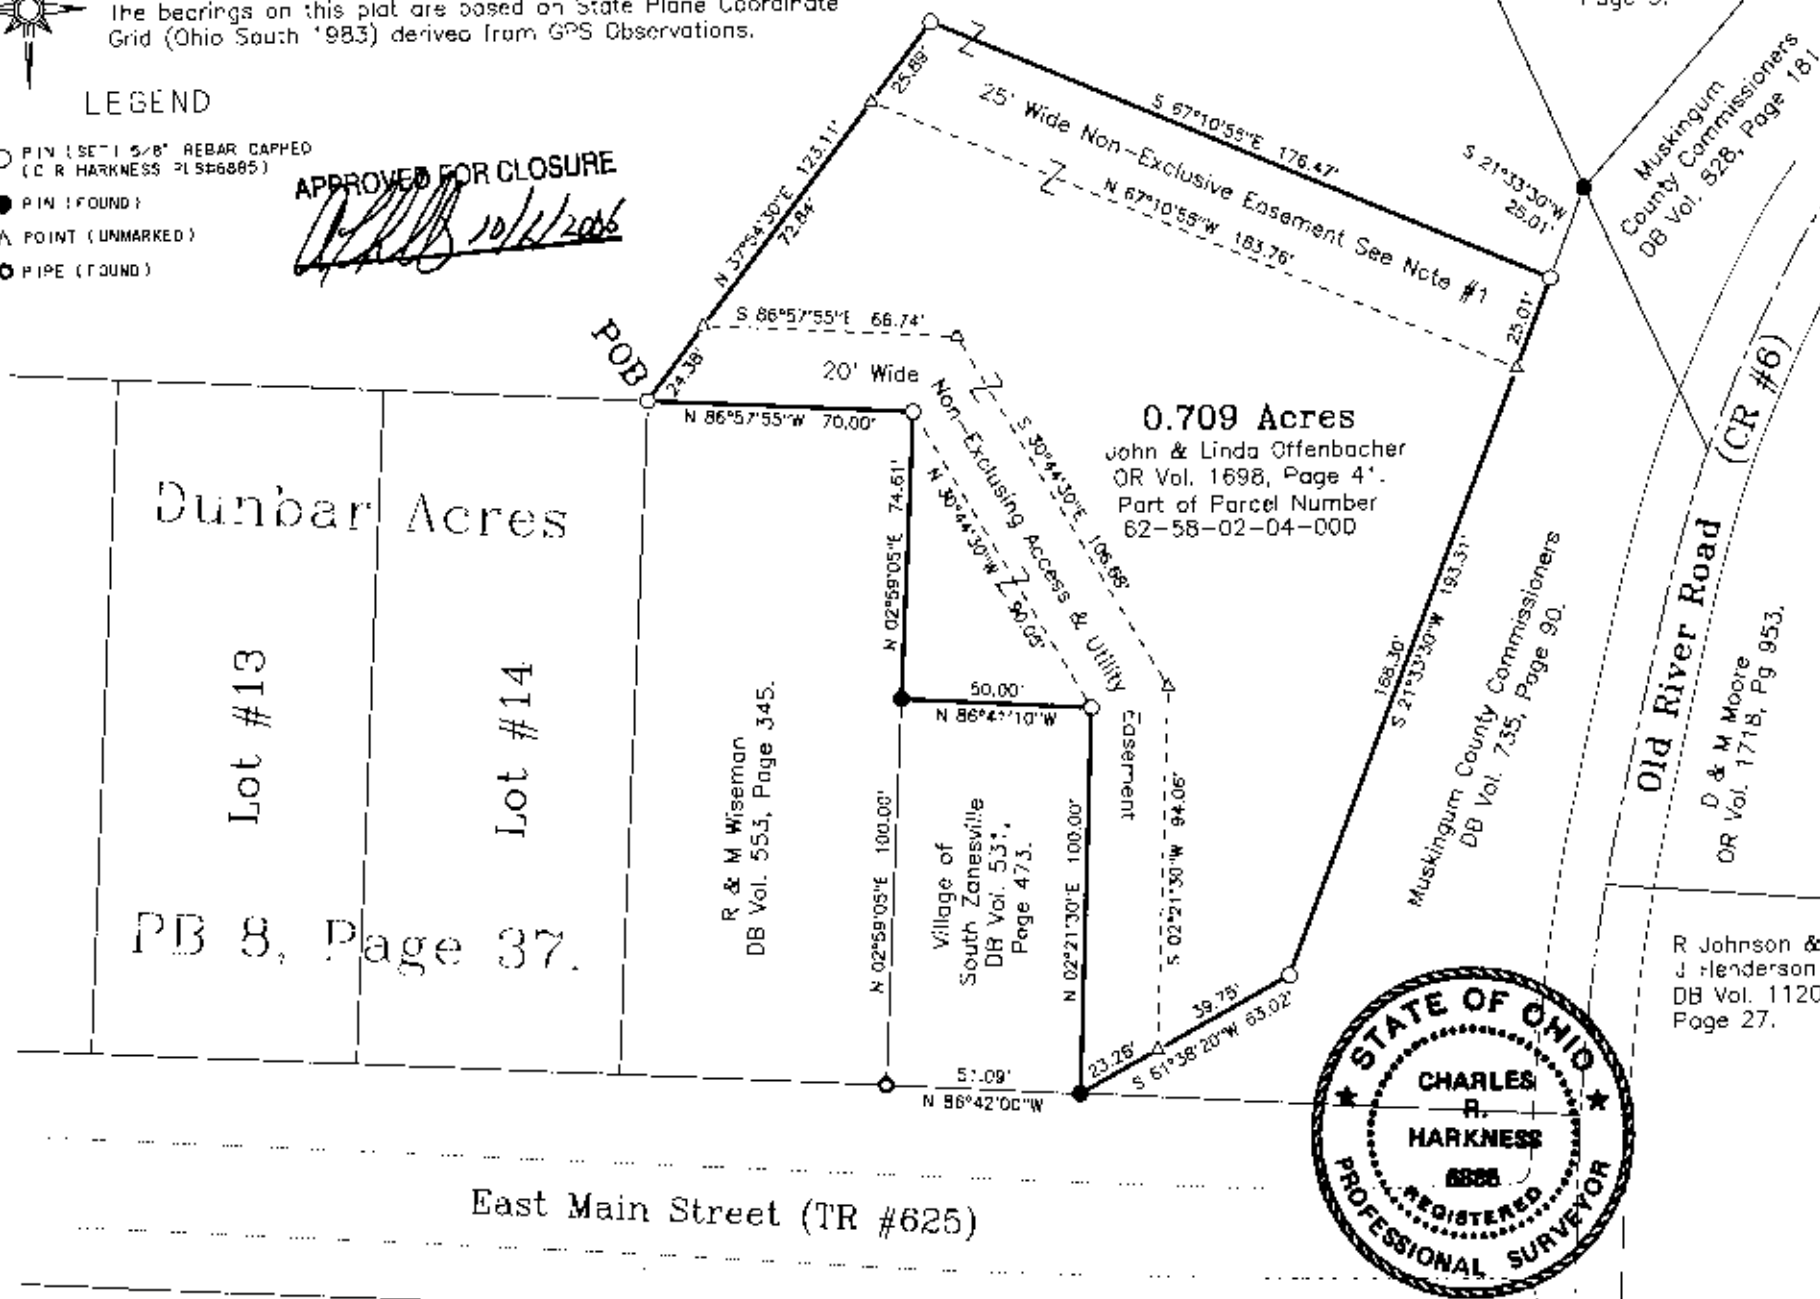 The bearings on this plat are based on State Plane Coordinate
Grid (Ohio South 1983) derived from GPS Observations.
LEGEND
PIN (SET) 5/8" REBAR CAPPED
(C R HARKNESS PLS#6885)
PIN (FOUND)
POINT (UNMARKED)
PIPE (FOUND)
APPROVED FOR CLOSURE
2006
Page 9.
25.89'
N 37°54'30"E 123.11'
72.84'
24.38'
POB
S 67°10'55"E 176.47'
25' Wide Non-Exclusive Easement See Note #1
N 67°10'55"W 183.76'
S 21°33'30"W
25.01'
25.01'
Muskingum
County Commissioners
DB Vol. 528, Page 181
S 86°57'55"E 66.74'
20' Wide
Non-Exclusing Access & Utility
Easement
N 86°57'55"W 70.00'
S 30°44'30"E 106.68'
N 30°44'30"W 90.05'
N 02°59'05"E 74.61'
0.709 Acres
John & Linda Offenbacher
OR Vol. 1698, Page 41.
Part of Parcel Number
62-58-02-04-000
168.30'
S 21°33'30"W 193.31'
Muskingum County Commissioners
DB Vol. 735, Page 90.
Old River Road (CR #6)
D & M Moore
OR Vol. 1718, Pg 953.
R Johnson &
J Henderson
DB Vol. 1120
Page 27.
Dunbar Acres
Lot #13
Lot #14
PB 8, Page 37.
R & M Wiseman
DB Vol. 553, Page 345.
50.00'
N 86°41'10"W
N 02°59'05"E 100.00'
Village of
South Zanesville
DB Vol. 531,
Page 473.
N 02°21'30"E 100.00'
S 02°21'30"W 94.06'
39.75'
23.26'
S 61°38'20"W 63.02'
51.09'
N 86°42'00"W
East Main Street (TR #625)
STATE OF OHIO
CHARLES
R.
HARKNESS
REGISTERED
PROFESSIONAL SURVEYOR